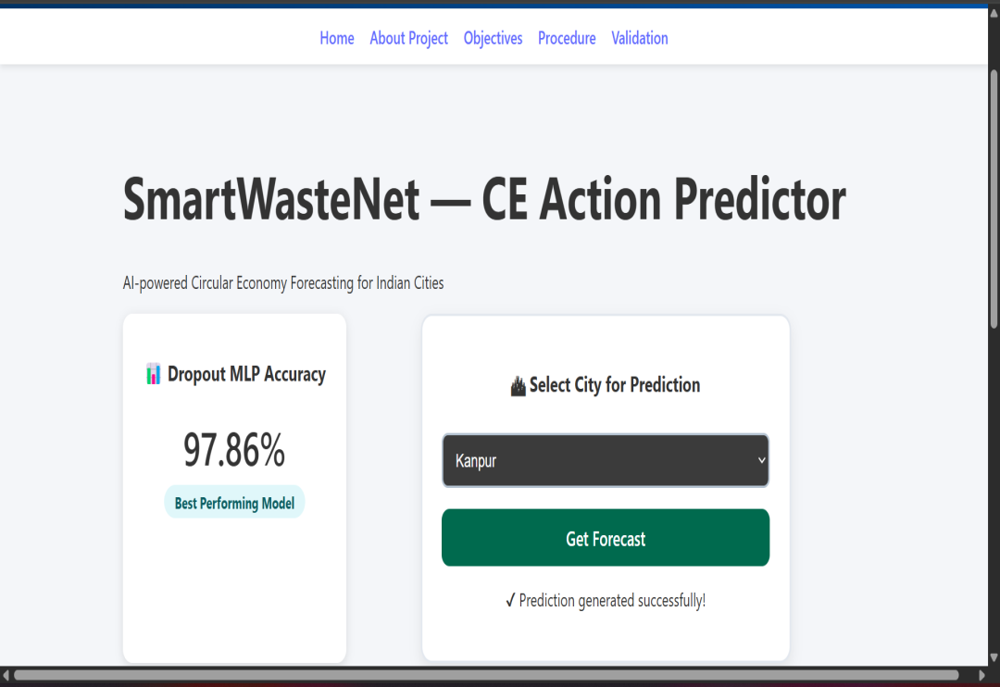 Home About Project Objectives Procedure Validation
SmartWasteNet — CE Action Predictor
AI-powered Circular Economy Forecasting for Indian Cities
📊 Dropout MLP Accuracy
97.86%
Best Performing Model
🏙 Select City for Prediction
Kanpur
Get Forecast
✓ Prediction generated successfully!